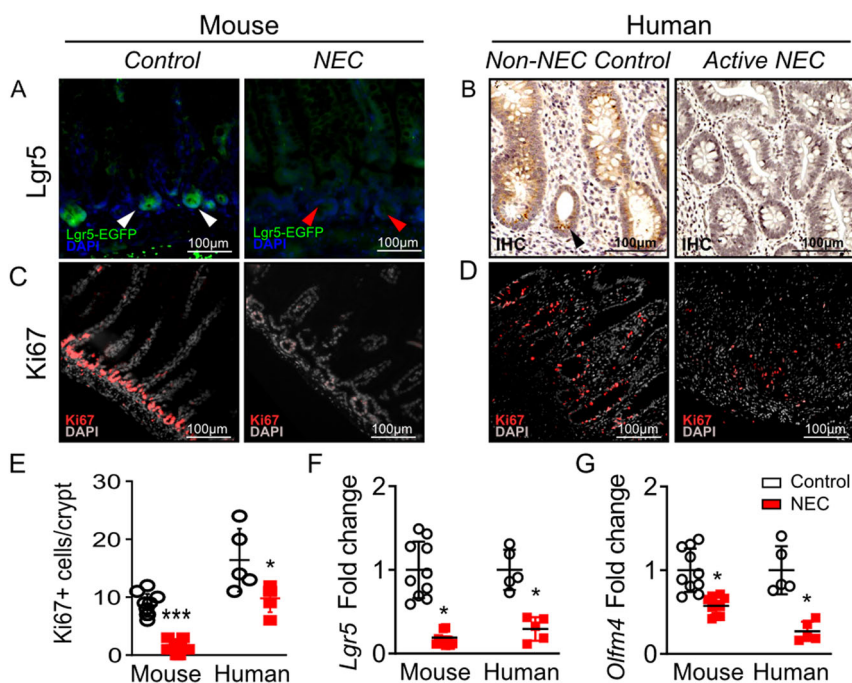 Mouse
Human
Control
NEC
Non-NEC Control
Active NEC
A
B
Lgr5
Lgr5-EGFP
DAPI
100μm
100μm
IHC
100μm
IHC
100μm
C
D
Ki67
Ki67
DAPI
100μm
Ki67
DAPI
100μm
Ki67
DAPI
100μm
Ki67
DAPI
100μm
Lgr5-EGFP
DAPI
E
Ki67+ cells/crypt
30
20
10
0
***
*
Mouse
Human
F
Lgr5 Fold change
2
1
0
*
*
Mouse
Human
G
Olfm4 Fold change
2
1
0
*
*
Mouse
Human
Control
NEC